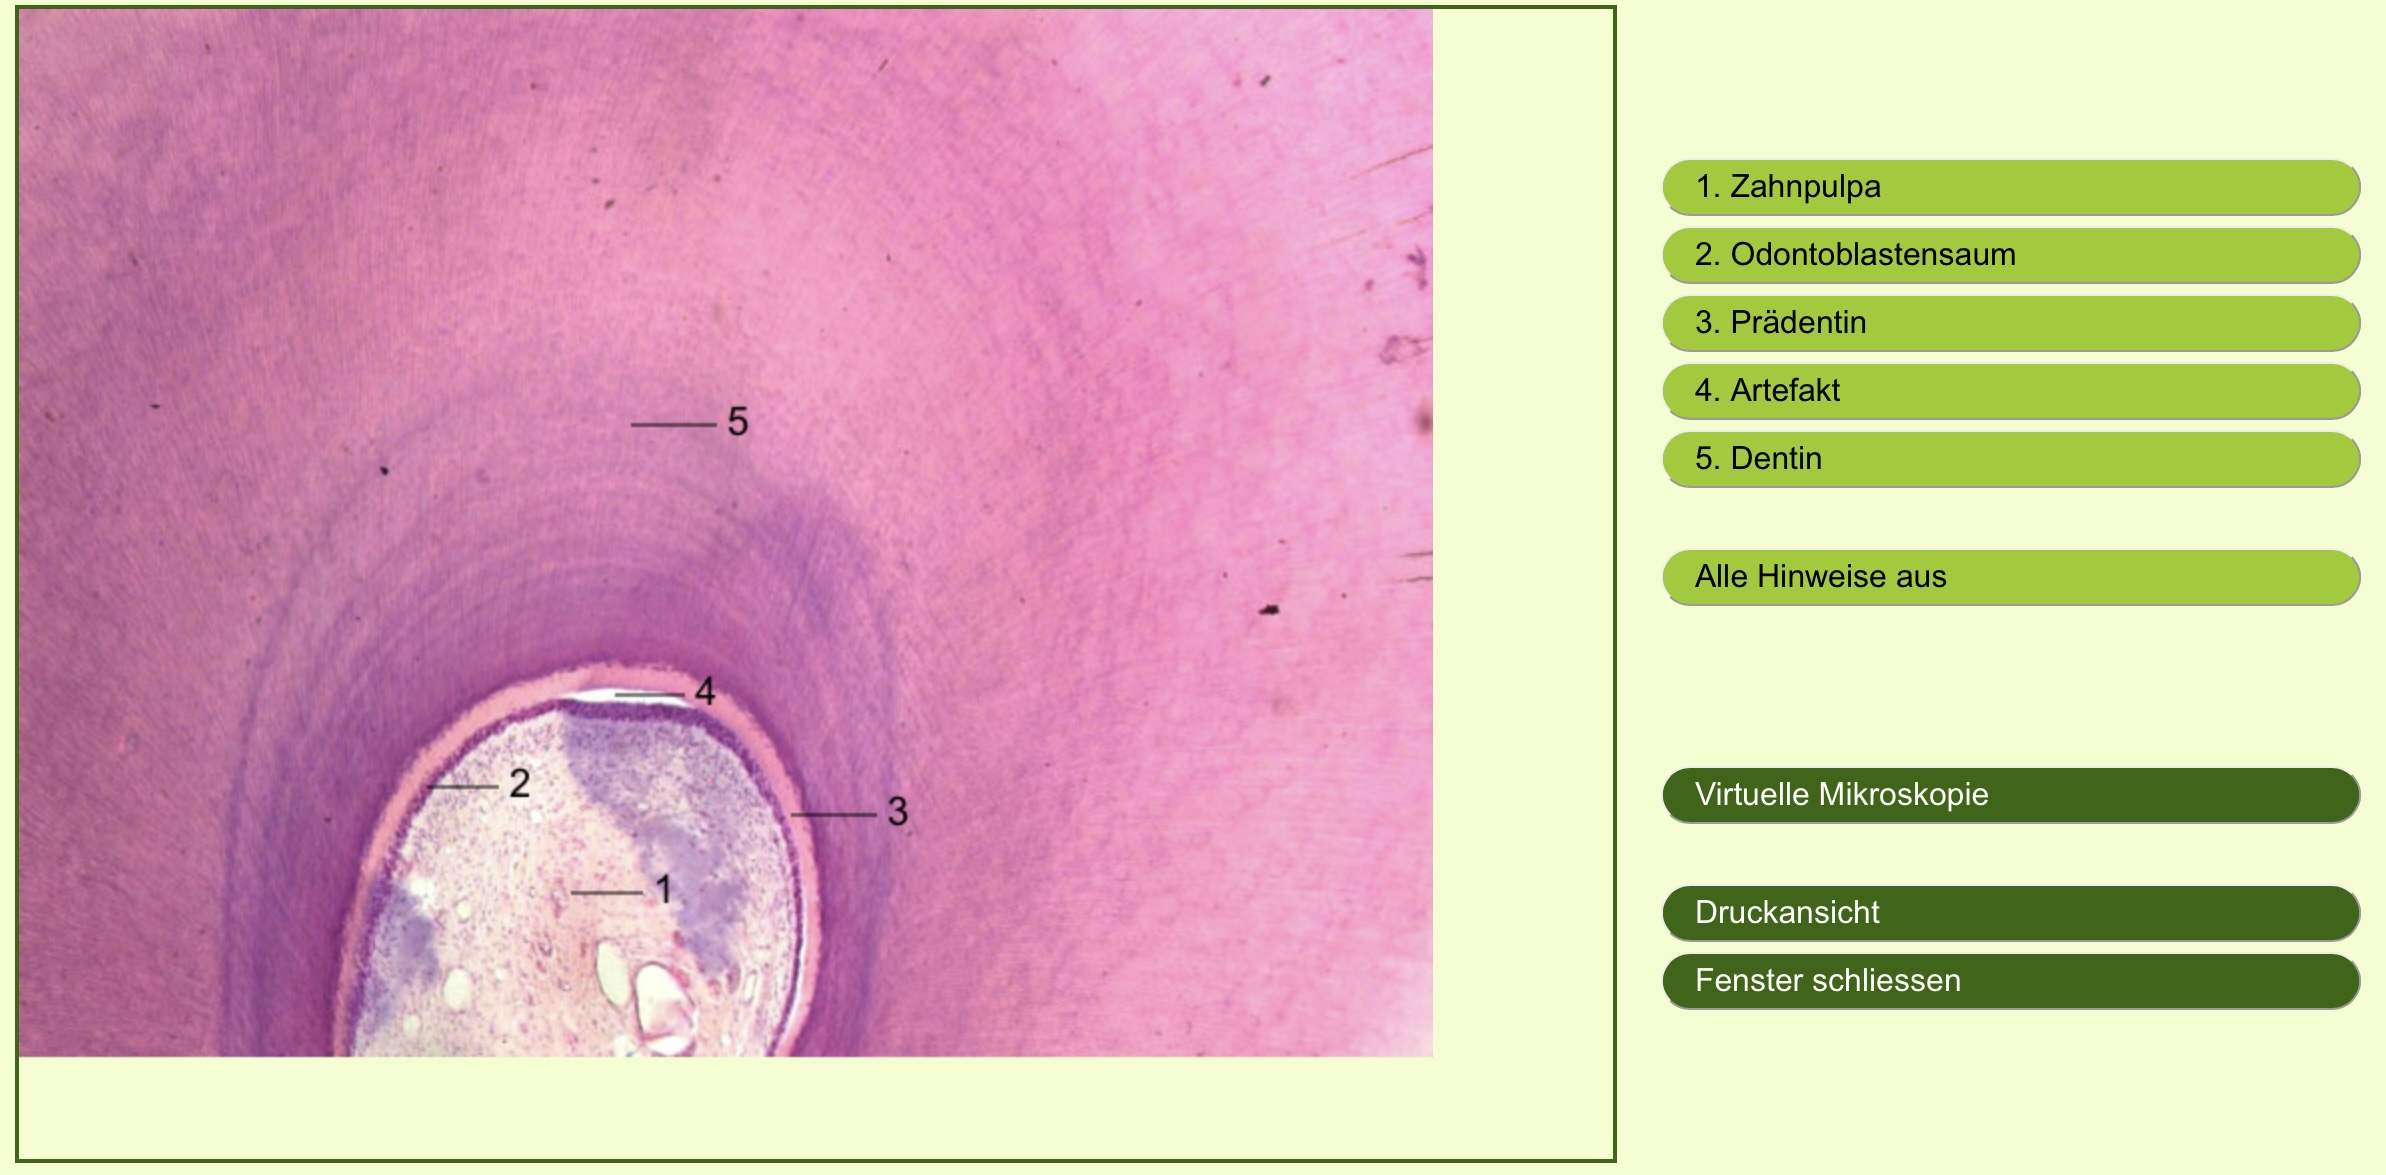 5
4
2
3
1
1. Zahnpulpa
2. Odontoblastensaum
3. Prädentin
4. Artefakt
5. Dentin
Alle Hinweise aus
Virtuelle Mikroskopie
Druckansicht
Fenster schliessen